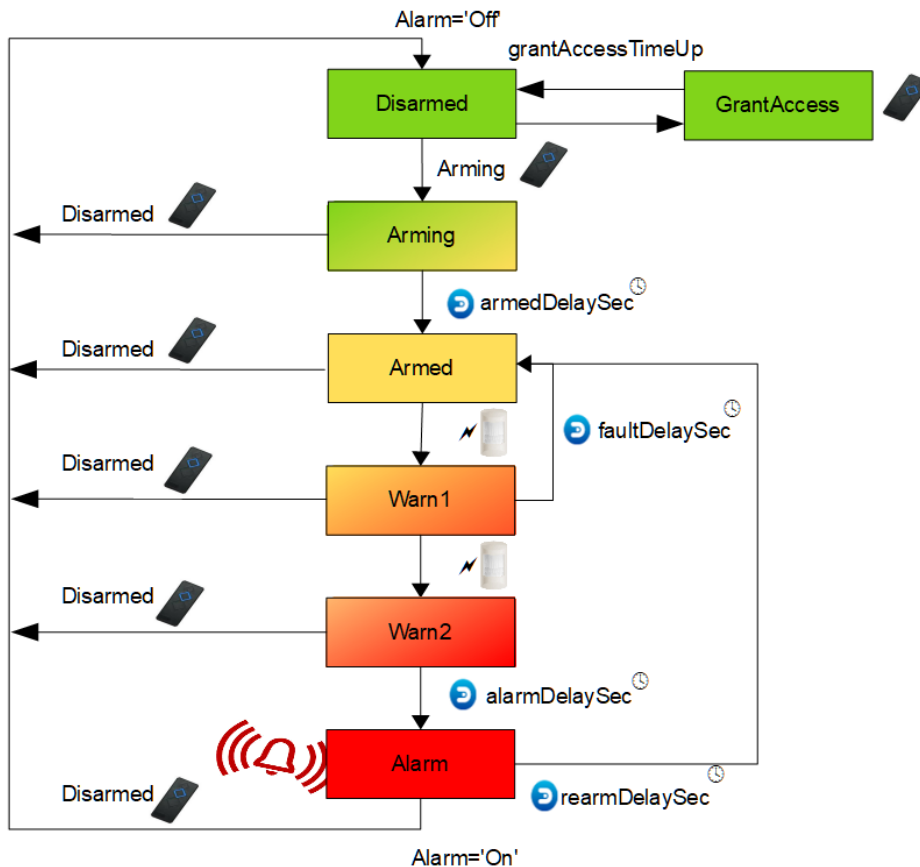 Alarm='Off'
grantAccessTimeUp
Disarmed
GrantAccess
Arming
Disarmed
Arming
armedDelaySec
Disarmed
Armed
faultDelaySec
Disarmed
Warn1
Disarmed
Warn2
alarmDelaySec
Alarm
Disarmed
rearmDelaySec
Alarm='On'